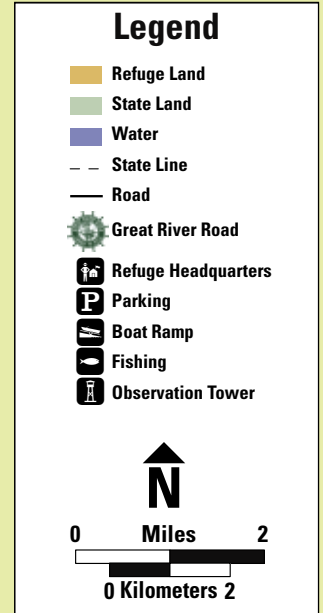 Legend
Refuge Land
State Land
Water
State Line
Road
Great River Road
Refuge Headquarters
P Parking
Boat Ramp
Fishing
Observation Tower
N
0 Miles 2
0 Kilometers 2